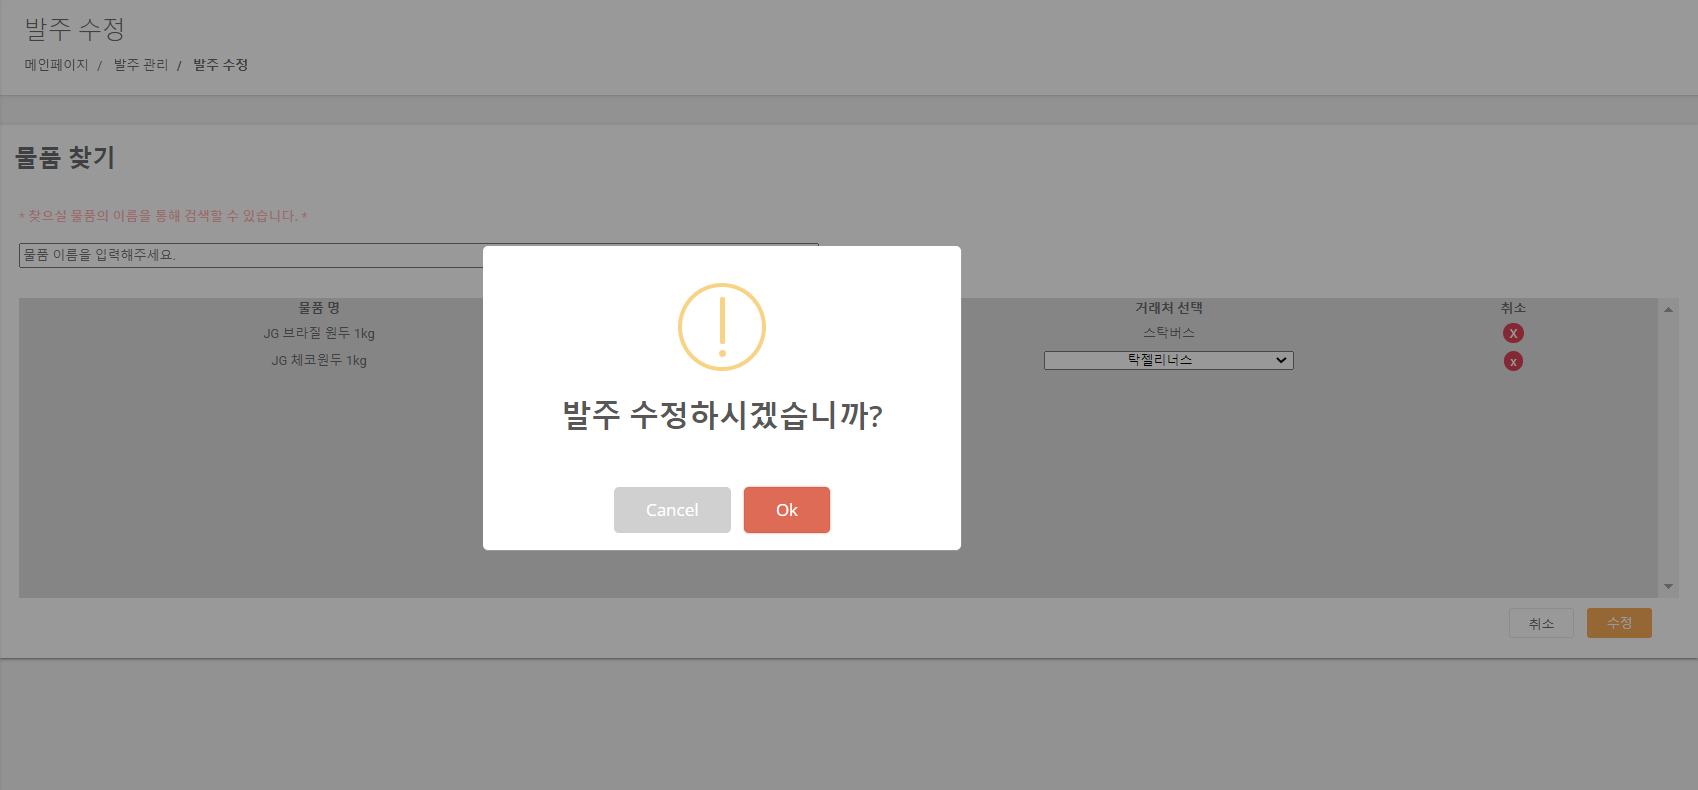 발주 수정
메인페이지 / 발주 관리 / 발주 수정
물품 찾기
* 찾으실 물품의 이름을 통해 검색할 수 있습니다. *
물품 이름을 입력해주세요.
물품 명 거래처 선택 취소
JG 브라질 원두 1kg 스탁버스 X
JG 체코원두 1kg 탁젤리너스 x
발주 수정하시겠습니까?
Cancel Ok
취소 수정